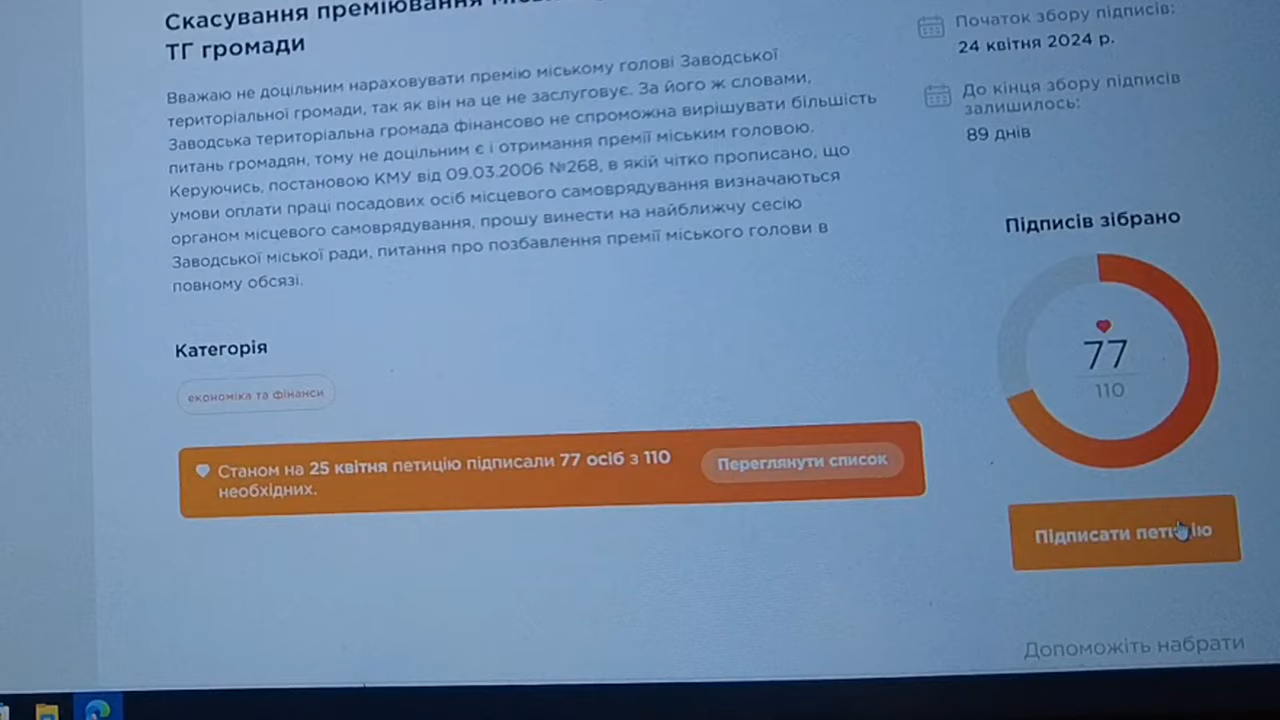 Скасування преміювання
ТГ громади
Вважаю не доцільним нараховувати премію міському голові Заводської
територіальної громади, так як він на це не заслуговує. За його ж словами,
Заводська територіальна громада фінансово не спроможна вирішувати більшість
питань громадян, тому не доцільним є і отримання премії міським головою.
Керуючись, постановою КМУ від 09.03.2006 №268, в якій чітко прописано, що
умови оплати праці посадових осіб місцевого самоврядування визначаються
органом місцевого самоврядування, прошу винести на найближчу сесію
Заводської міської ради, питання про позбавлення премії міського голови в
повному обсязі.
Категорія
економіка та фінанси
Станом на 25 квітня петицію підписали 77 осіб з 110
необхідних.
Переглянути список
Початок збору підписів:
24 квітня 2024 р.
До кінця збору підписів
залишилось:
89 днів
Підписів зібрано
77
110
Підписати петицію
Допоможіть набрати